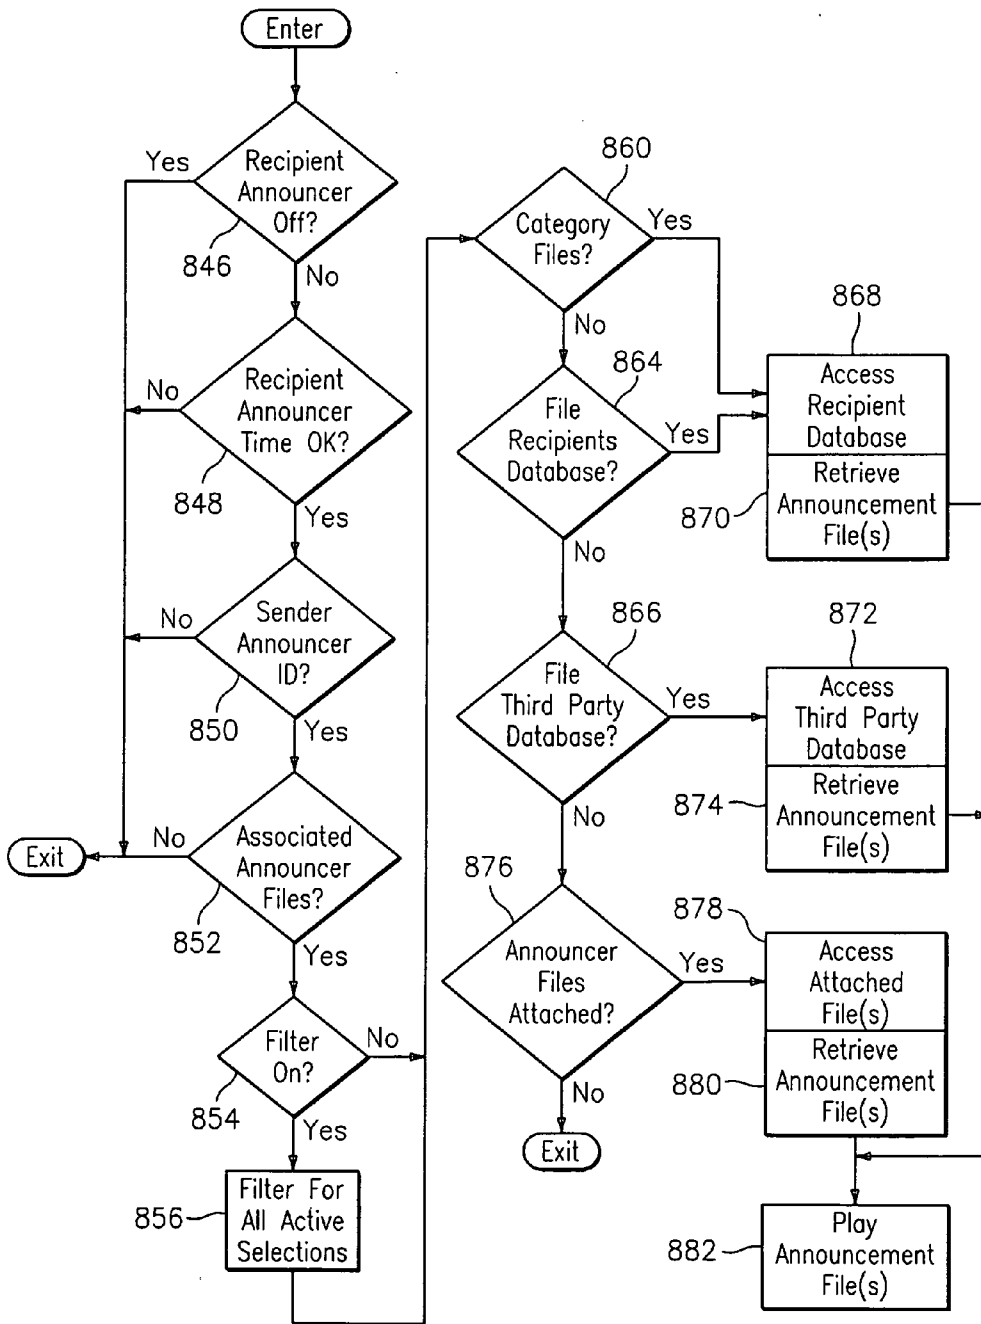 Enter
Yes
Recipient
Announcer
Off?
846
No
Recipient
Announcer
Time OK?
No
848
Yes
Sender
Announcer
ID?
No
850
Yes
Associated
Announcer
Files?
No
Exit
852
Yes
Filter
On?
No
854
Yes
856
Filter For
All Active
Selections
860
Category
Files?
Yes
No
864
File
Recipients
Database?
Yes
No
868
Access
Recipient
Database
870
Retrieve
Announcement
File(s)
866
File
Third Party
Database?
Yes
No
872
Access
Third Party
Database
874
Retrieve
Announcement
File(s)
876
Announcer
Files
Attached?
Yes
No
Exit
878
Access
Attached
File(s)
880
Retrieve
Announcement
File(s)
882
Play
Announcement
File(s)